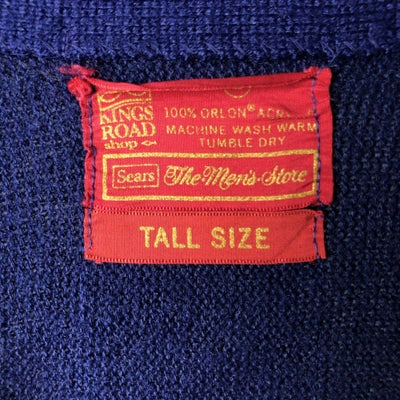 KINGS
ROAD
shop
100% ORLON®
MACHINE WASH WARM
TUMBLE DRY
Sears The Men's Store
TALL SIZE